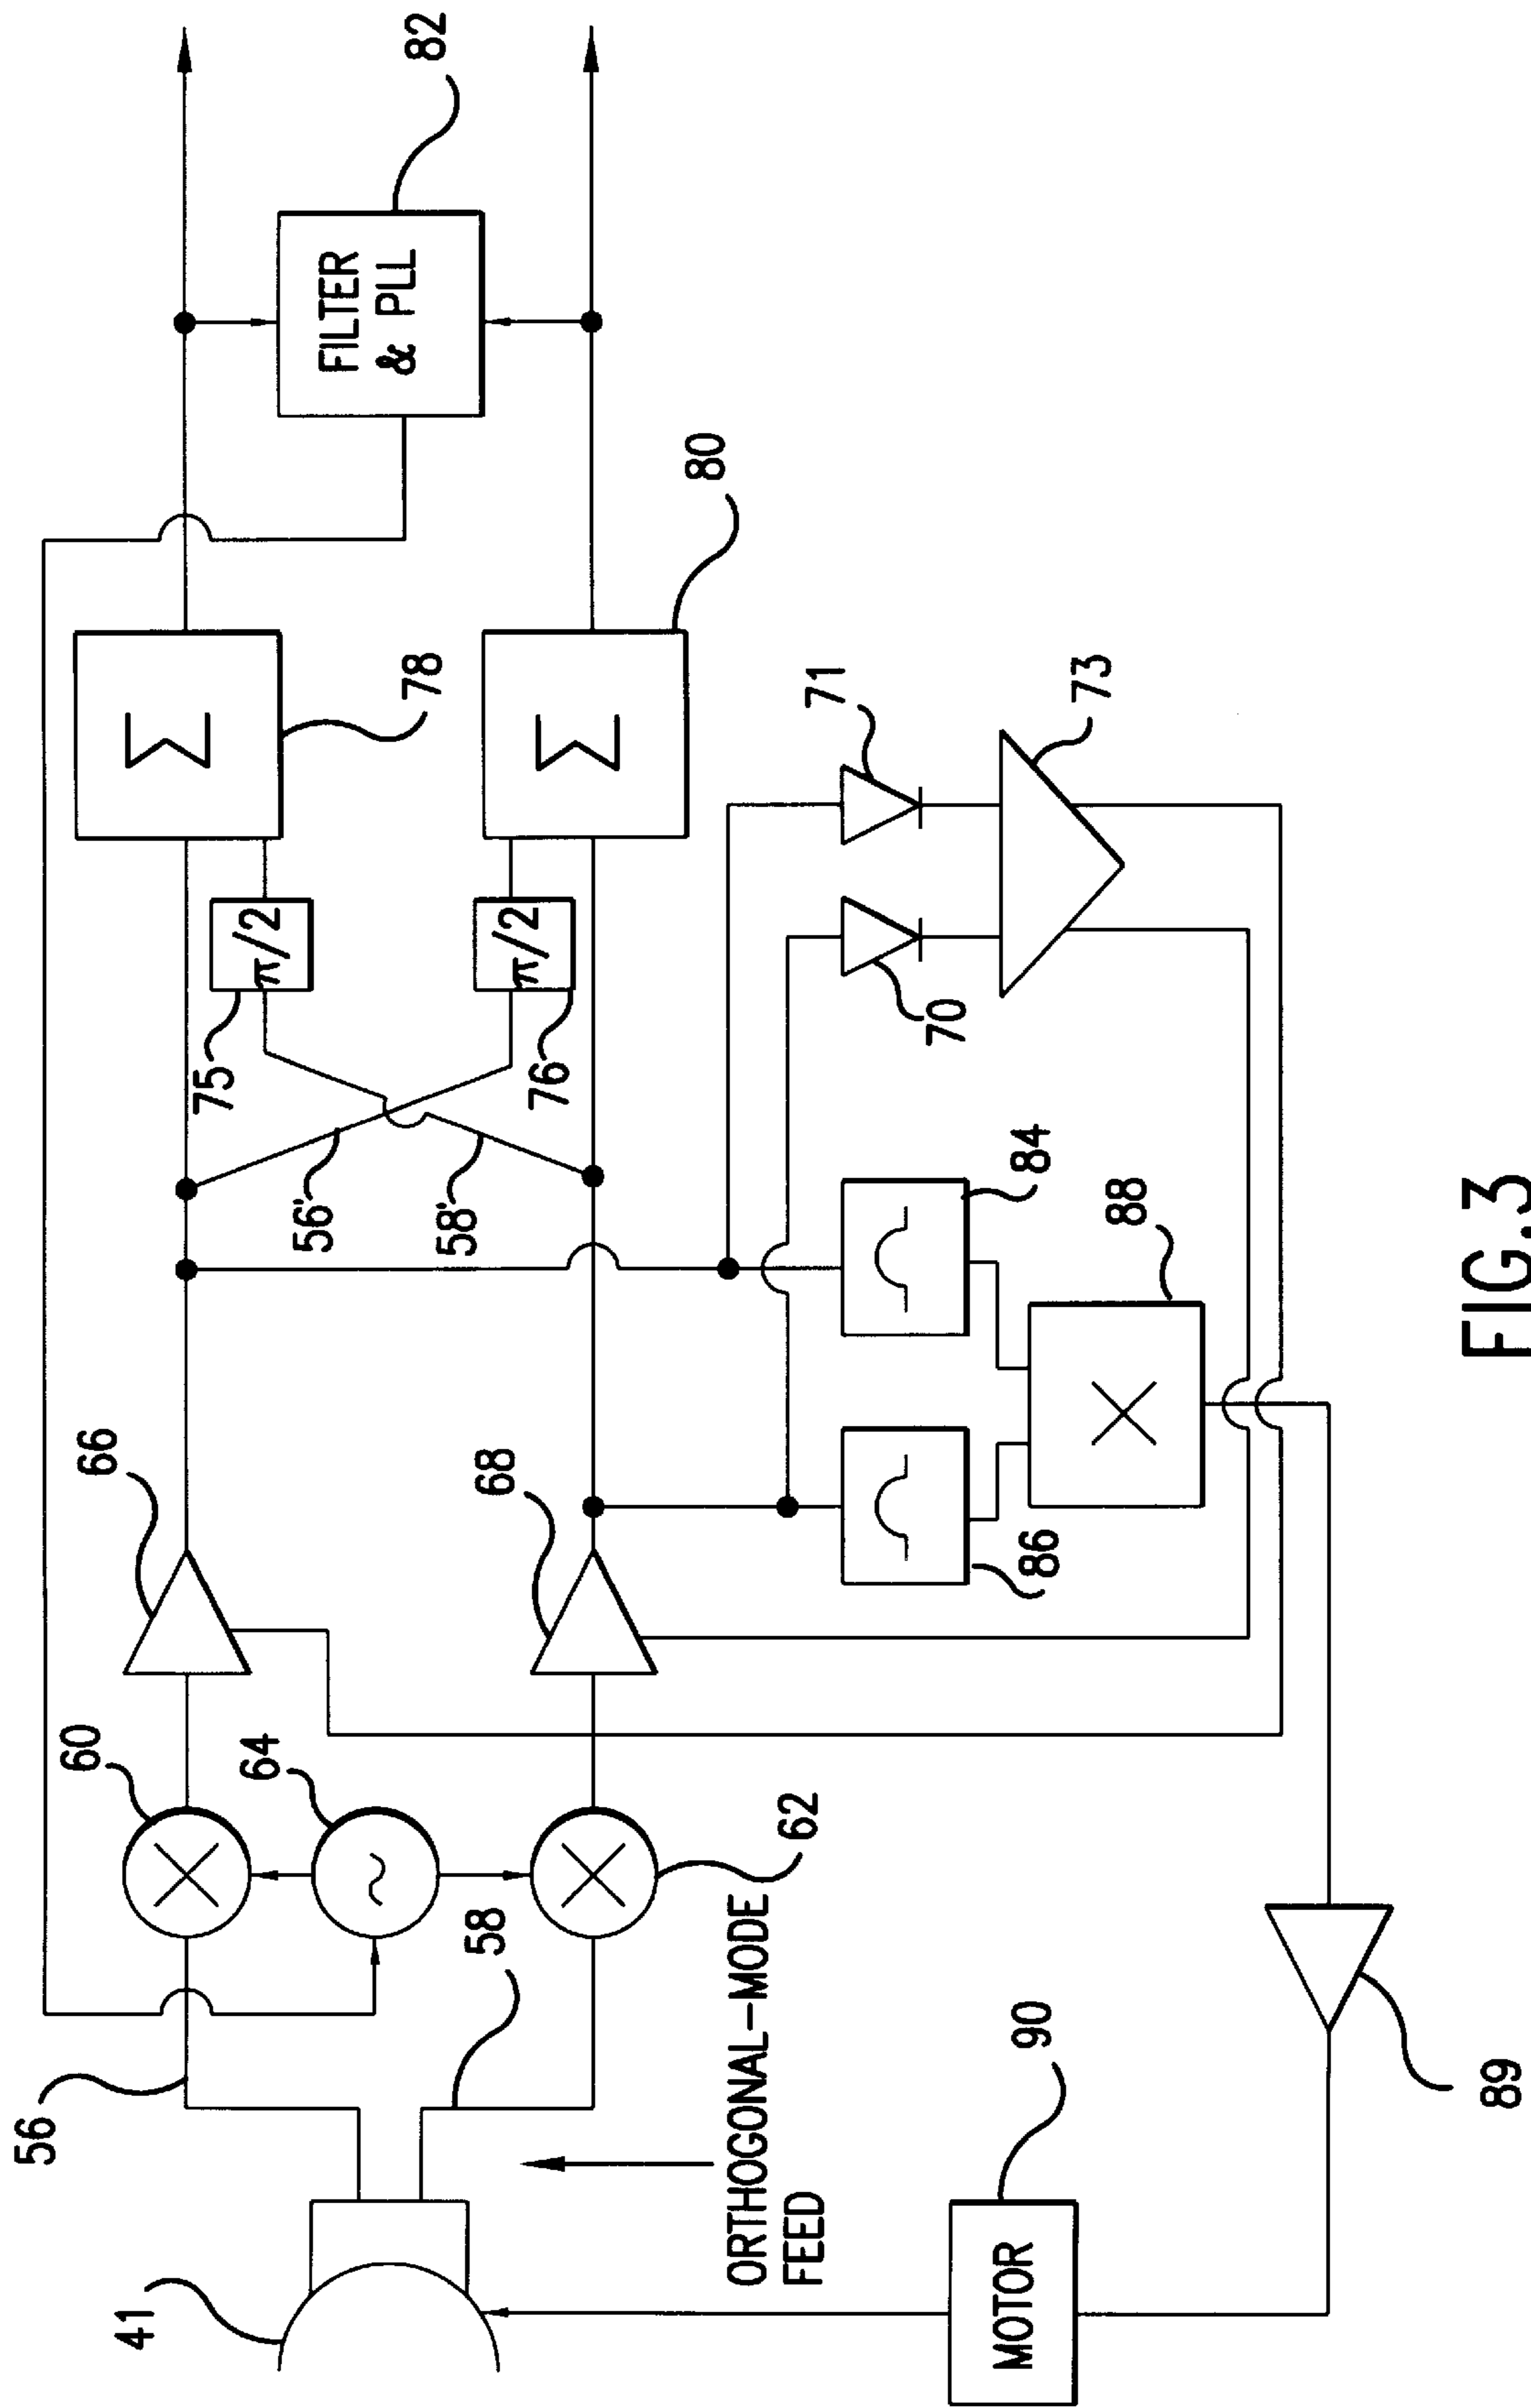 56
60
66
64
58
68
62
41
ORTHOGONAL-MODE
FEED
MOTOR
90
89
75
π/2
56'
58'
76
π/2
Σ
78
Σ
80
FILTER
& PLL
82
70
71
73
84
86
88
FIG.3